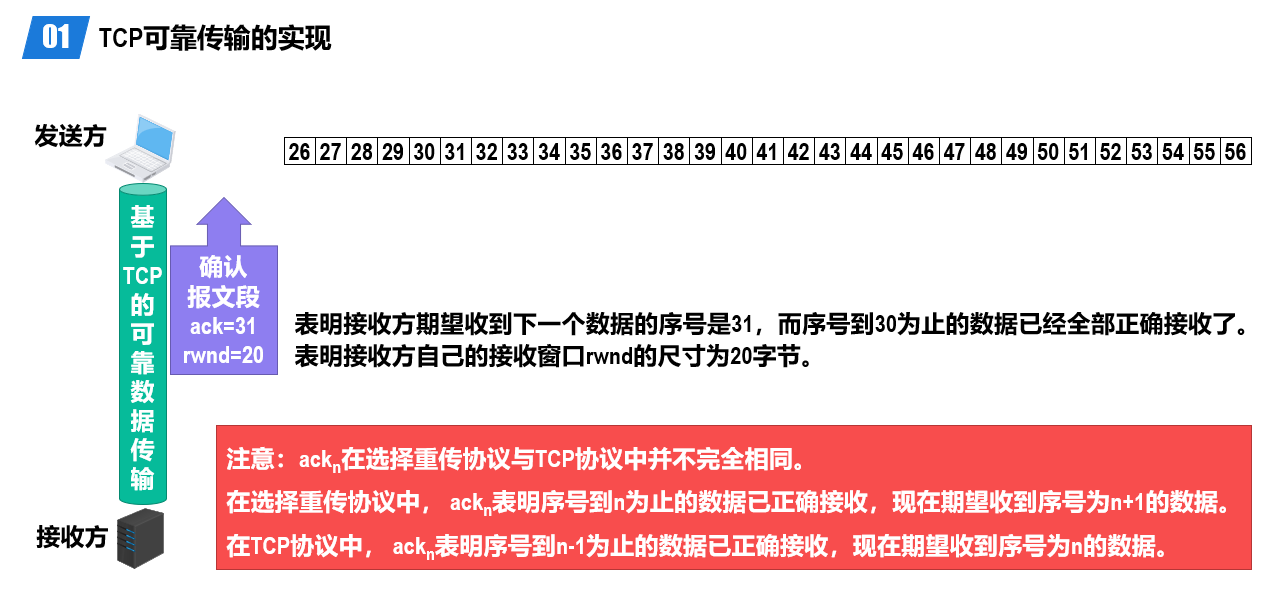 01 TCP可靠传输的实现
发送方
26 27 28 29 30 31 32 33 34 35 36 37 38 39 40 41 42 43 44 45 46 47 48 49 50 51 52 53 54 55 56
基
于
TCP
的
可
靠
数
据
传
输
确认
报文段
ack=31
rwnd=20
表明接收方期望收到下一个数据的序号是31，而序号到30为止的数据已经全部正确接收了。
表明接收方自己的接收窗口rwnd的尺寸为20字节。
注意：ackn在选择重传协议与TCP协议中并不完全相同。
在选择重传协议中， ackn表明序号到n为止的数据已正确接收，现在期望收到序号为n+1的数据。
在TCP协议中， ackn表明序号到n-1为止的数据已正确接收，现在期望收到序号为n的数据。
接收方